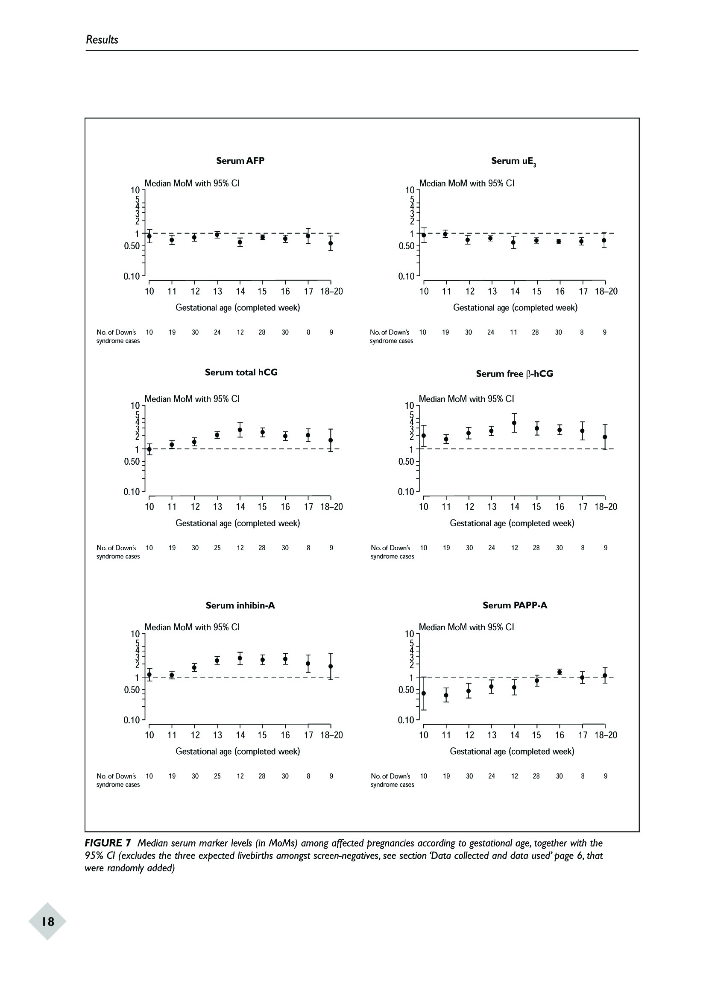 Results
Serum AFP
Median MoM with 95% CI
10
5
4
3
2
1
0.50
0.10
10 11 12 13 14 15 16 17 18–20
Gestational age (completed week)
No. of Down's 10 19 30 24 12 28 30 8 9
syndrome cases
Serum uE3
Median MoM with 95% CI
10
5
4
3
2
1
0.50
0.10
10 11 12 13 14 15 16 17 18–20
Gestational age (completed week)
No. of Down's 10 19 30 24 11 28 30 8 9
syndrome cases
Serum total hCG
Median MoM with 95% CI
10
5
4
3
2
1
0.50
0.10
10 11 12 13 14 15 16 17 18–20
Gestational age (completed week)
No. of Down's 10 19 30 25 12 28 30 8 9
syndrome cases
Serum free β-hCG
Median MoM with 95% CI
10
5
4
3
2
1
0.50
0.10
10 11 12 13 14 15 16 17 18–20
Gestational age (completed week)
No. of Down's 10 19 30 24 12 28 30 8 9
syndrome cases
Serum inhibin-A
Median MoM with 95% CI
10
5
4
3
2
1
0.50
0.10
10 11 12 13 14 15 16 17 18–20
Gestational age (completed week)
No. of Down's 10 19 30 25 12 28 30 8 9
syndrome cases
Serum PAPP-A
Median MoM with 95% CI
10
5
4
3
2
1
0.50
0.10
10 11 12 13 14 15 16 17 18–20
Gestational age (completed week)
No. of Down's 10 19 30 24 12 28 30 8 9
syndrome cases
FIGURE 7 Median serum marker levels (in MoMs) among affected pregnancies according to gestational age, together with the
95% CI (excludes the three expected livebirths amongst screen-negatives, see section 'Data collected and data used' page 6, that
were randomly added)
18